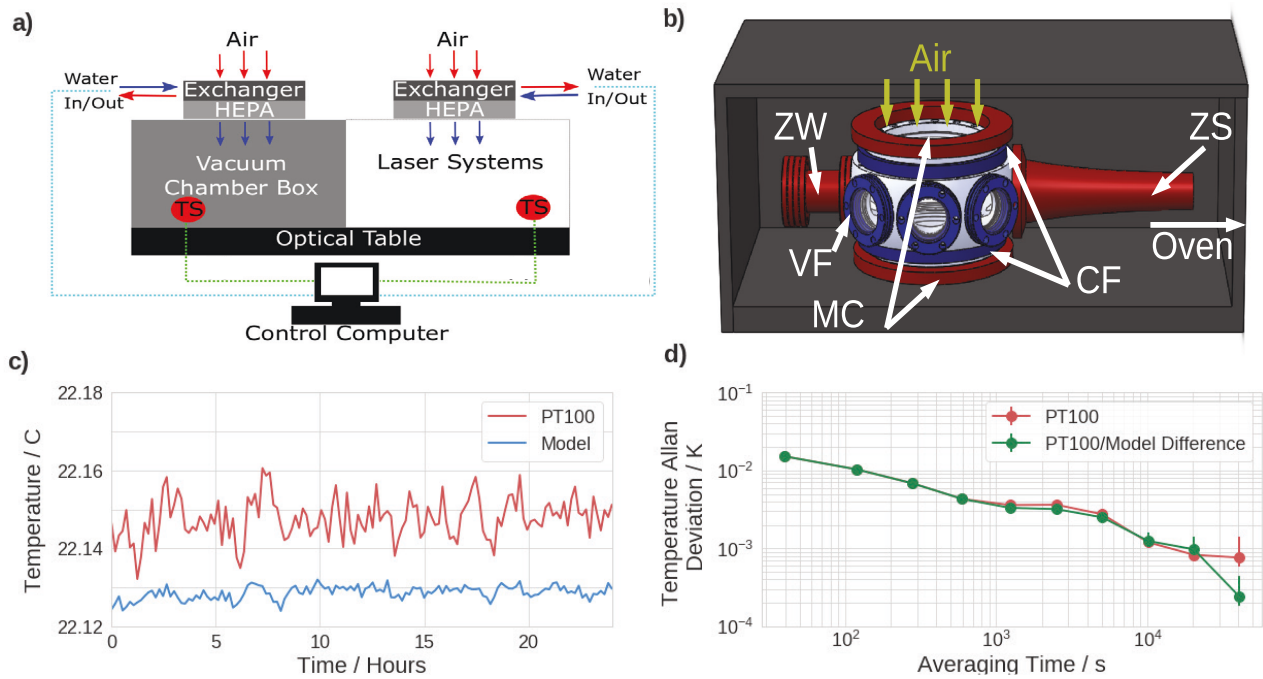 a)
Air
Air
Water
In/Out
Exchanger
HEPA
Exchanger
HEPA
Water
In/Out
Vacuum
Chamber Box
Laser Systems
TS
TS
Optical Table
Control Computer
b)
Air
ZW
ZS
VF
Oven
MC
CF
c)
22.18
22.16
22.14
22.12
Temperature / C
PT100
Model
0
5
10
15
20
Time / Hours
d)
10⁻¹
10⁻²
10⁻³
10⁻⁴
Temperature Allan
Deviation / K
PT100
PT100/Model Difference
10²
10³
10⁴
Averaging Time / s